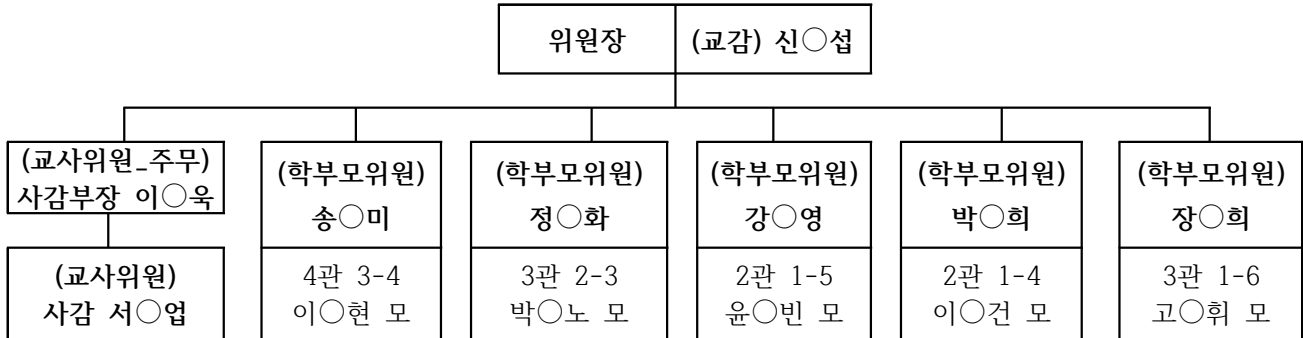 위원장 (교감) 신○섭
(교사위원_주무)
사감부장 이○욱
(교사위원)
사감 서○업
(학부모위원)
송○미
4관 3-4
이○현 모
(학부모위원)
정○화
3관 2-3
박○노 모
(학부모위원)
강○영
2관 1-5
윤○빈 모
(학부모위원)
박○희
2관 1-4
이○건 모
(학부모위원)
장○희
3관 1-6
고○휘 모